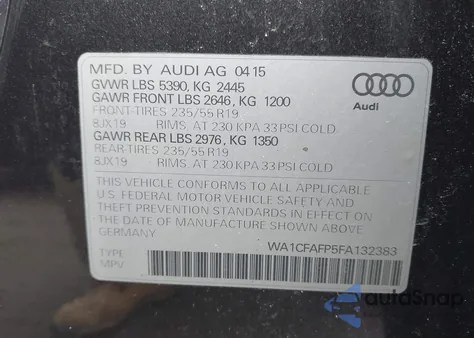 MFD. BY AUDI AG 04 15
GVWR LBS 5390, KG 2445
GAWR FRONT LBS 2646, KG 1200
FRONT-TIRES 235/55 R19
8JX19 RIMS, AT 230 KPA 33 PSI COLD
GAWR REAR LBS 2976, KG 1350
REAR-TIRES 235/55 R19
8JX19 RIMS, AT 230 KPA 33 PSI COLD
THIS VEHICLE CONFORMS TO ALL APPLICABLE
U.S. FEDERAL MOTOR VEHICLE SAFETY AND
THEFT PREVENTION STANDARDS IN EFFECT ON
THE DATE OF MANUFACTURE SHOWN ABOVE.
WA1CFAFP5FA132383
TYPE
MPV
Audi
autoSnap